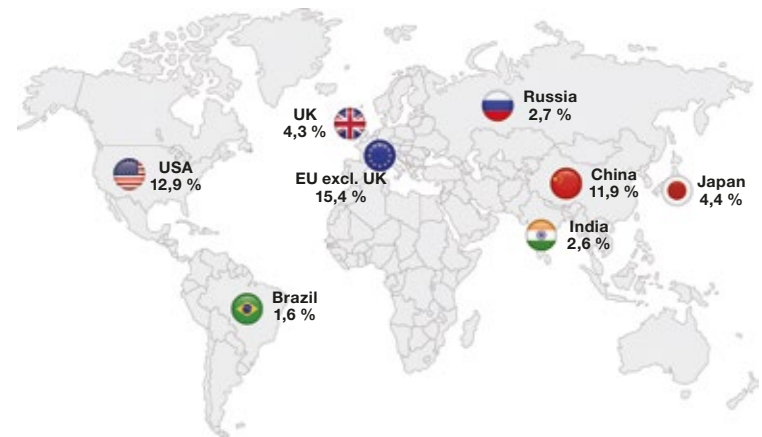 Russia
2,7 %
UK
4,3 %
USA
12,9 %
EU excl. UK
15,4 %
China
11,9 %
Japan
4,4 %
India
2,6 %
Brazil
1,6 %